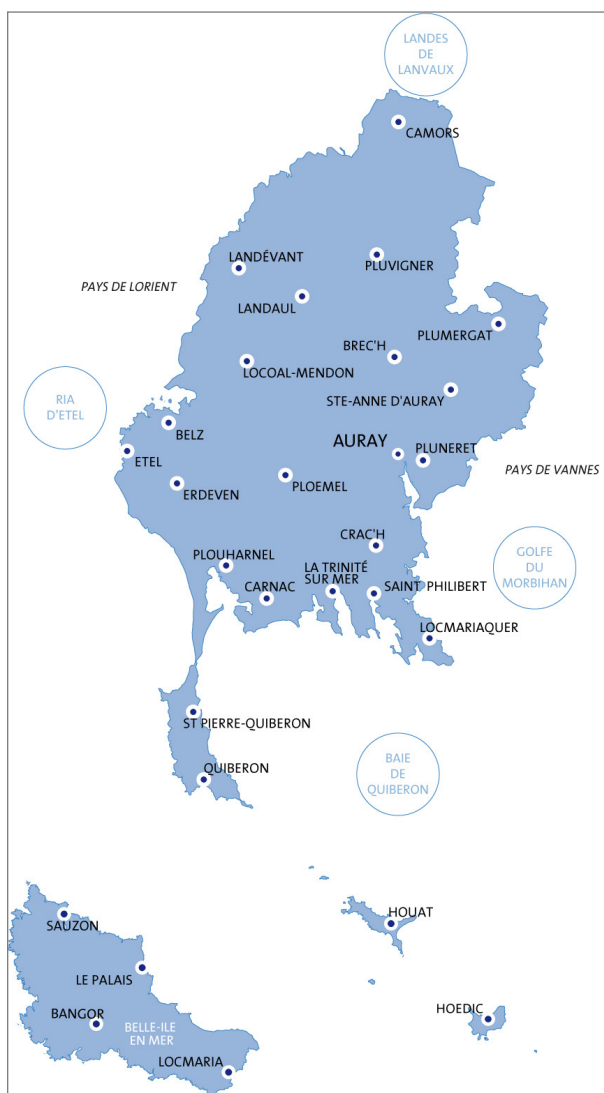 LANDES
DE
LANVAUX
CAMORS
LANDÉVANT
PLUVIGNER
PAYS DE LORIENT
LANDAUL
PLUMERGAT
BREC'H
LOCOAL-MENDON
STE-ANNE D'AURAY
RIA
D'ETEL
BELZ
AURAY
PLUNERET
ETEL
PAYS DE VANNES
PLOEMEL
ERDEVEN
CRAC'H
PLOUHARNEL
LA TRINITÉ
SUR MER
GOLFE
DU
MORBIHAN
CARNAC
SAINT PHILIBERT
LOCMARIAQUER
ST PIERRE-QUIBERON
BAIE
DE
QUIBERON
QUIBERON
HOUAT
SAUZON
LE PALAIS
HOEDIC
BANGOR
BELLE-ILE
EN MER
LOCMARIA